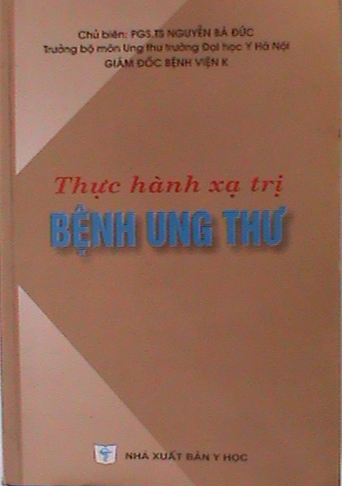 Chủ biên: PGS.TS NGUYỄN BÁ ĐỨC
Trưởng bộ môn Ung thư trường Đại học Y Hà Nội
GIÁM ĐỐC BỆNH VIỆN K
Thực hành xạ trị
BỆNH UNG THƯ
NHÀ XUẤT BẢN Y HỌC